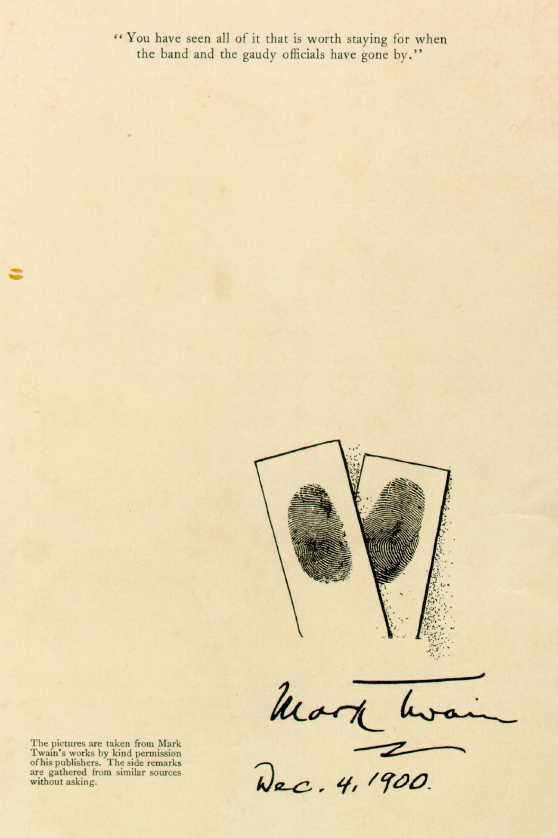 “You have seen all of it that is worth staying for when
the band and the gaudy officials have gone by.”
The pictures are taken from Mark
Twain's works by kind permission
of his publishers. The side remarks
are gathered from similar sources
without asking.
Mark Twain
Dec. 4, 1900.